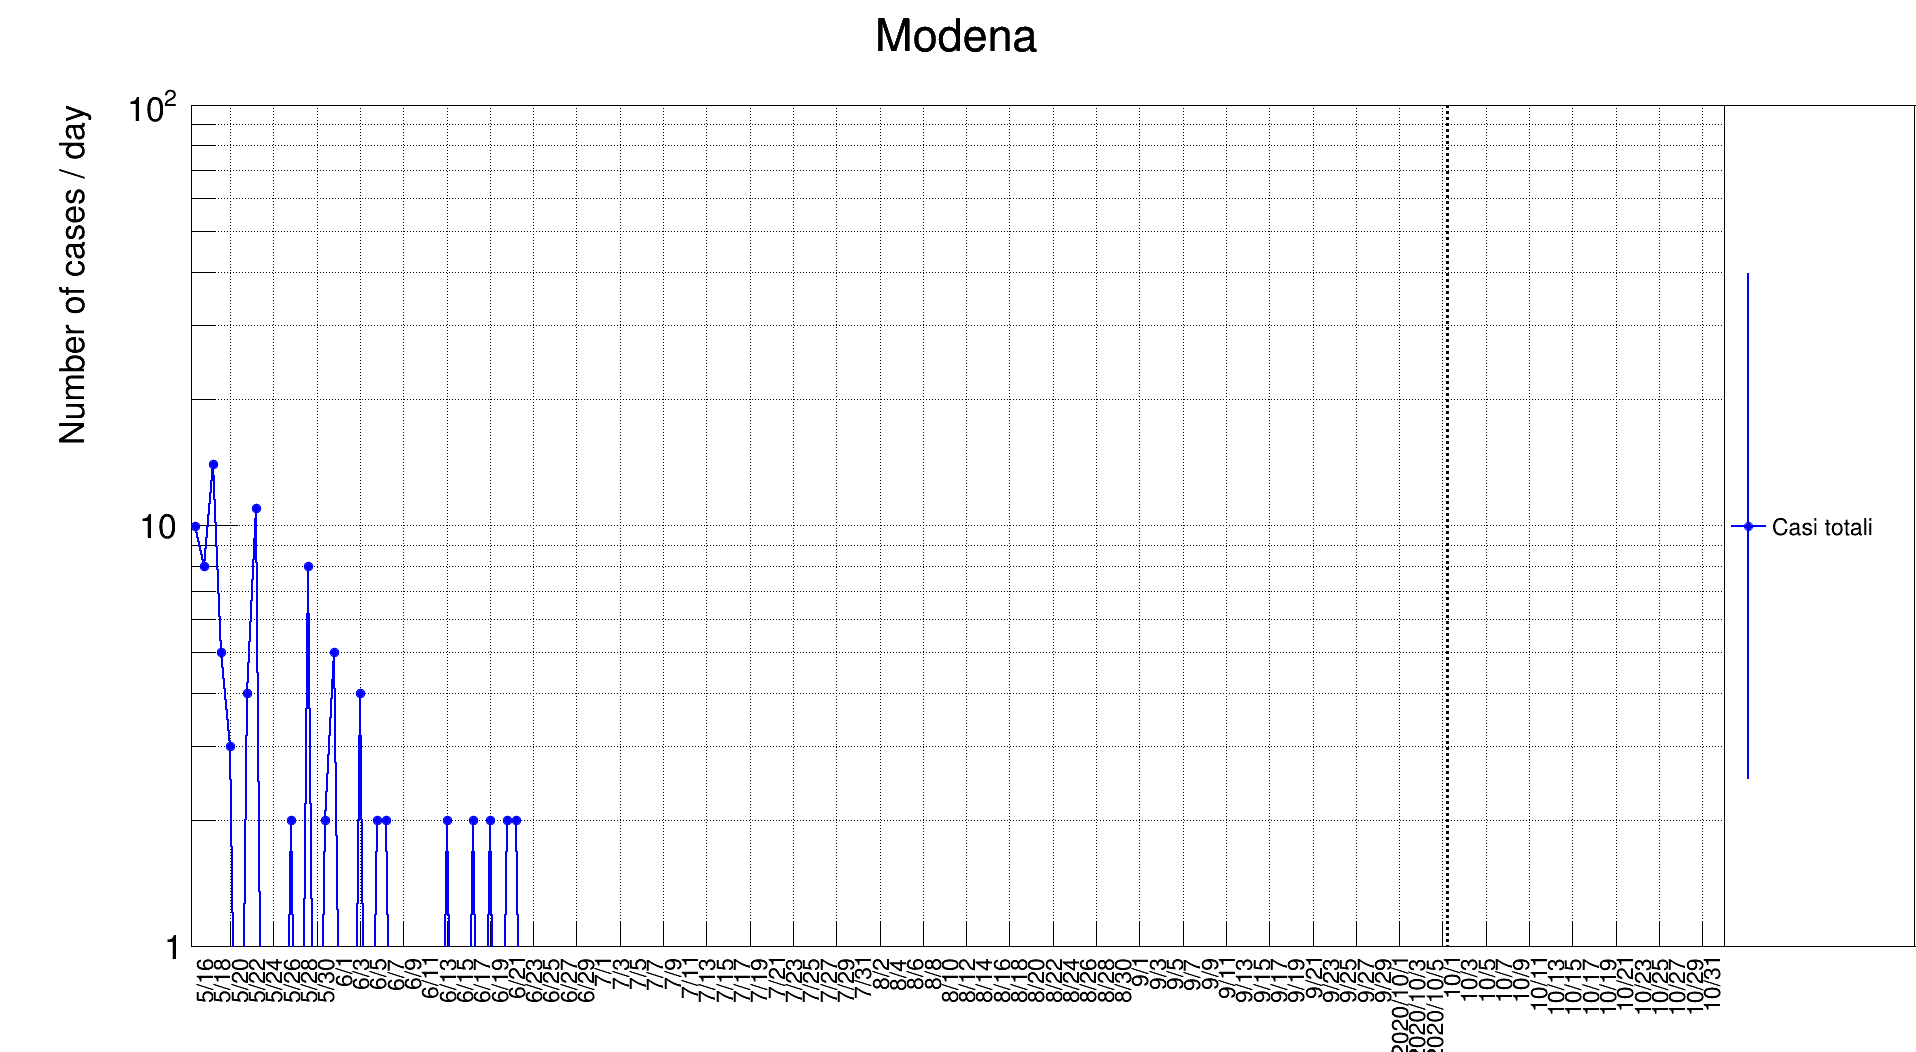 Modena
Number of cases / day
10²
10
1
Casi totali
5/16 5/18 5/20 5/22 5/24 5/26 5/28 5/30 6/1 6/3 6/5 6/7 6/9 6/11 6/13 6/15 6/17 6/19 6/21 6/23 6/25 6/27 6/29 7/1 7/3 7/5 7/7 7/9 7/11 7/13 7/15 7/17 7/19 7/21 7/23 7/25 7/27 7/29 7/31 8/2 8/4 8/6 8/8 8/10 8/12 8/14 8/16 8/18 8/20 8/22 8/24 8/26 8/28 8/30 9/1 9/3 9/5 9/7 9/9 9/11 9/13 9/15 9/17 9/19 9/21 9/23 9/25 9/27 9/29 2020/10/1 2020/10/3 2020/10/5 10/1 10/3 10/5 10/7 10/9 10/11 10/13 10/15 10/17 10/19 10/21 10/23 10/25 10/27 10/29 10/31